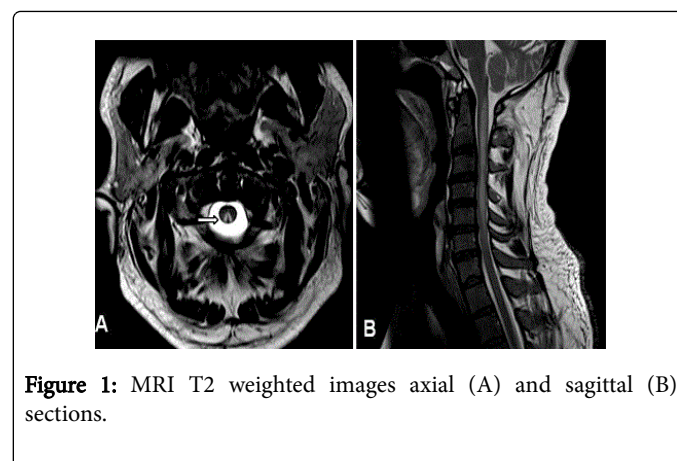 A
B
Figure 1: MRI T2 weighted images axial (A) and sagittal (B)
sections.